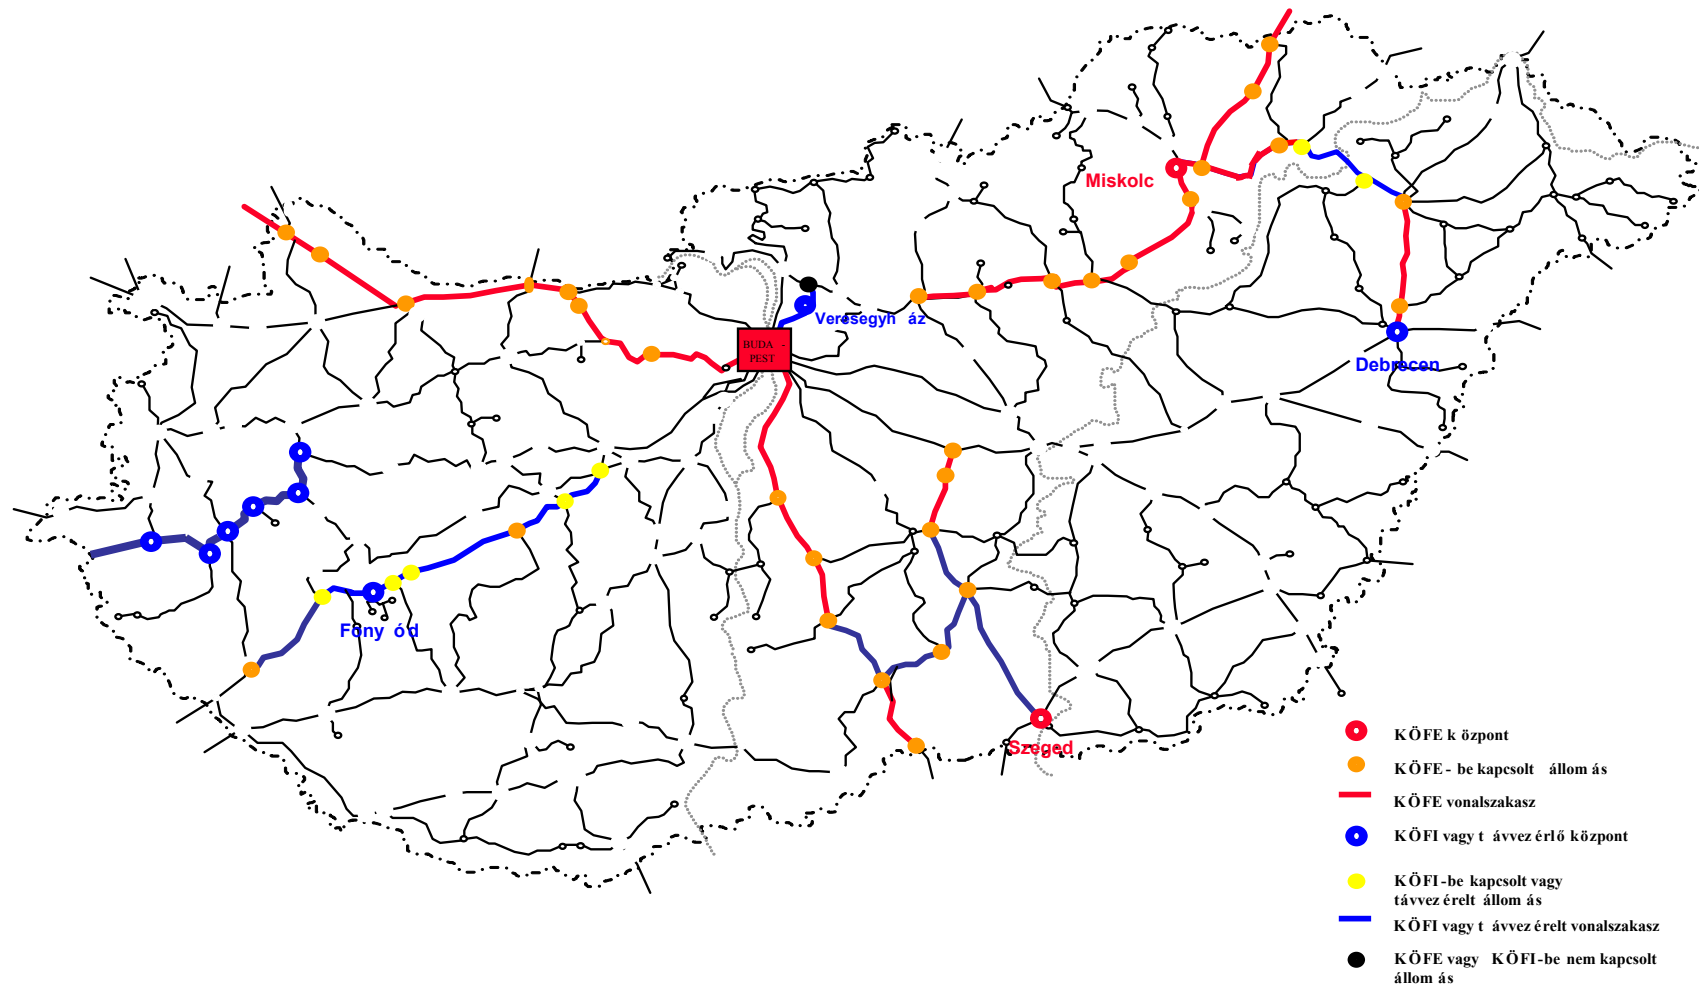 Miskolc
Veresegyh áz
BUDA -
PEST
Debrecen
Fony ód
Szeged
KÖFE k özpont
KÖFE - be kapcsolt állom ás
KÖFE vonalszakasz
KÖFI vagy t ávvez érlő központ
KÖFI -be kapcsolt vagy
távvez érelt állom ás
KÖFI vagy t ávvez érelt vonalszakasz
KÖFE vagy KÖFI-be nem kapcsolt
állom ás